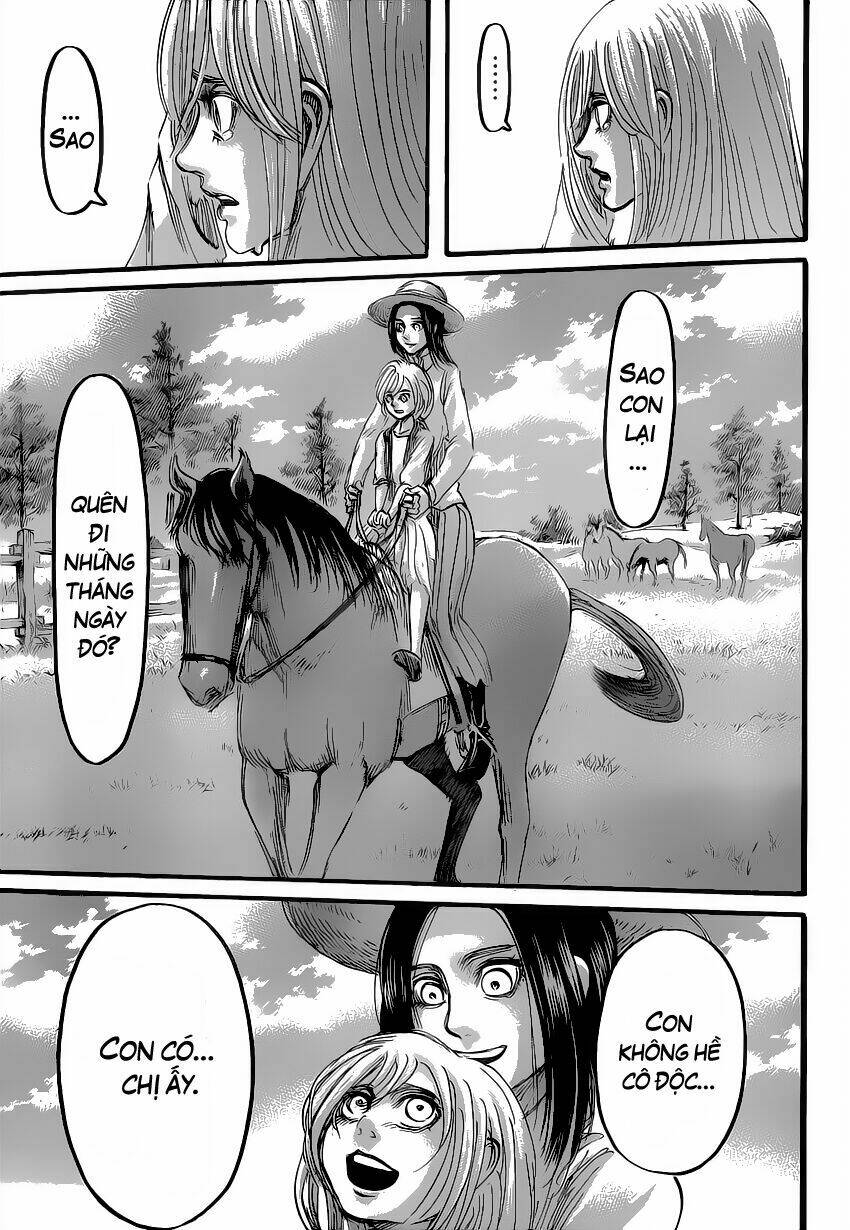 .......
...
Sao
Sao
con lại
...
Quên
đi
những
tháng
ngày
đó?
Con
không hề
cô độc...
Con có...
chị ấy.